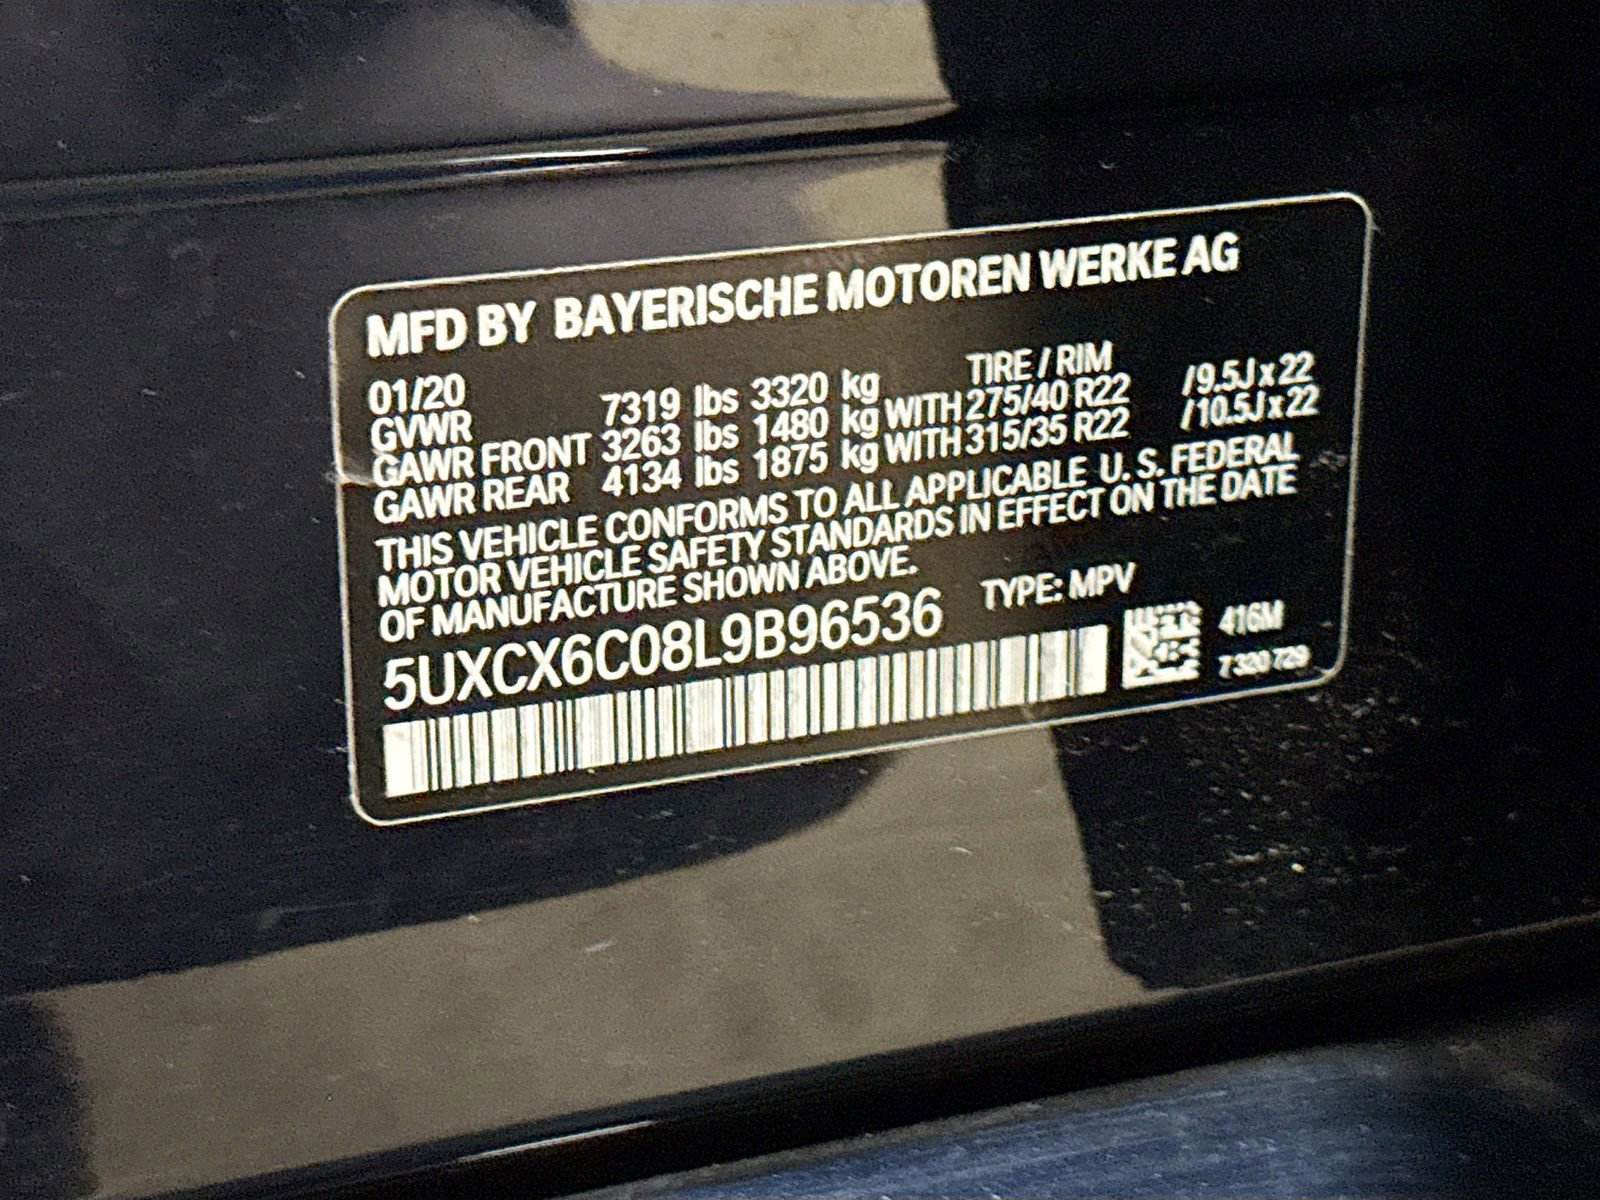 MFD BY BAYERISCHE MOTOREN WERKE AG
01/20 TIRE / RIM
GVWR 7319 lbs 3320 kg
GAWR FRONT 3263 lbs 1480 kg WITH 275/40 R22 /9.5J x 22
GAWR REAR 4134 lbs 1875 kg WITH 315/35 R22 /10.5J x 22
THIS VEHICLE CONFORMS TO ALL APPLICABLE U. S. FEDERAL
MOTOR VEHICLE SAFETY STANDARDS IN EFFECT ON THE DATE
OF MANUFACTURE SHOWN ABOVE.
5UXCX6C08L9B96536 TYPE: MPV
416M
7 320 729